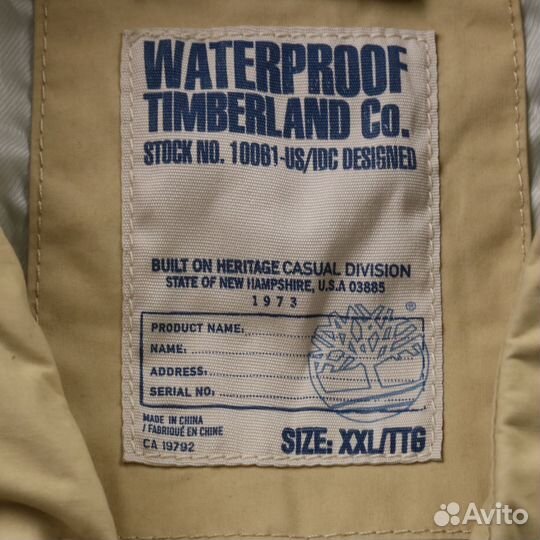 WATERPROOF
TIMBERLAND Co.
STOCK NO. 10061-US/IDC DESIGNED
BUILT ON HERITAGE CASUAL DIVISION
STATE OF NEW HAMPSHIRE, U.S.A 03885
1973
PRODUCT NAME:
NAME:
ADDRESS:
SERIAL NO.
®
MADE IN CHINA
/ FABRIQUÉ EN CHINE
CA 19792
SIZE: XXL/TTG
Avito